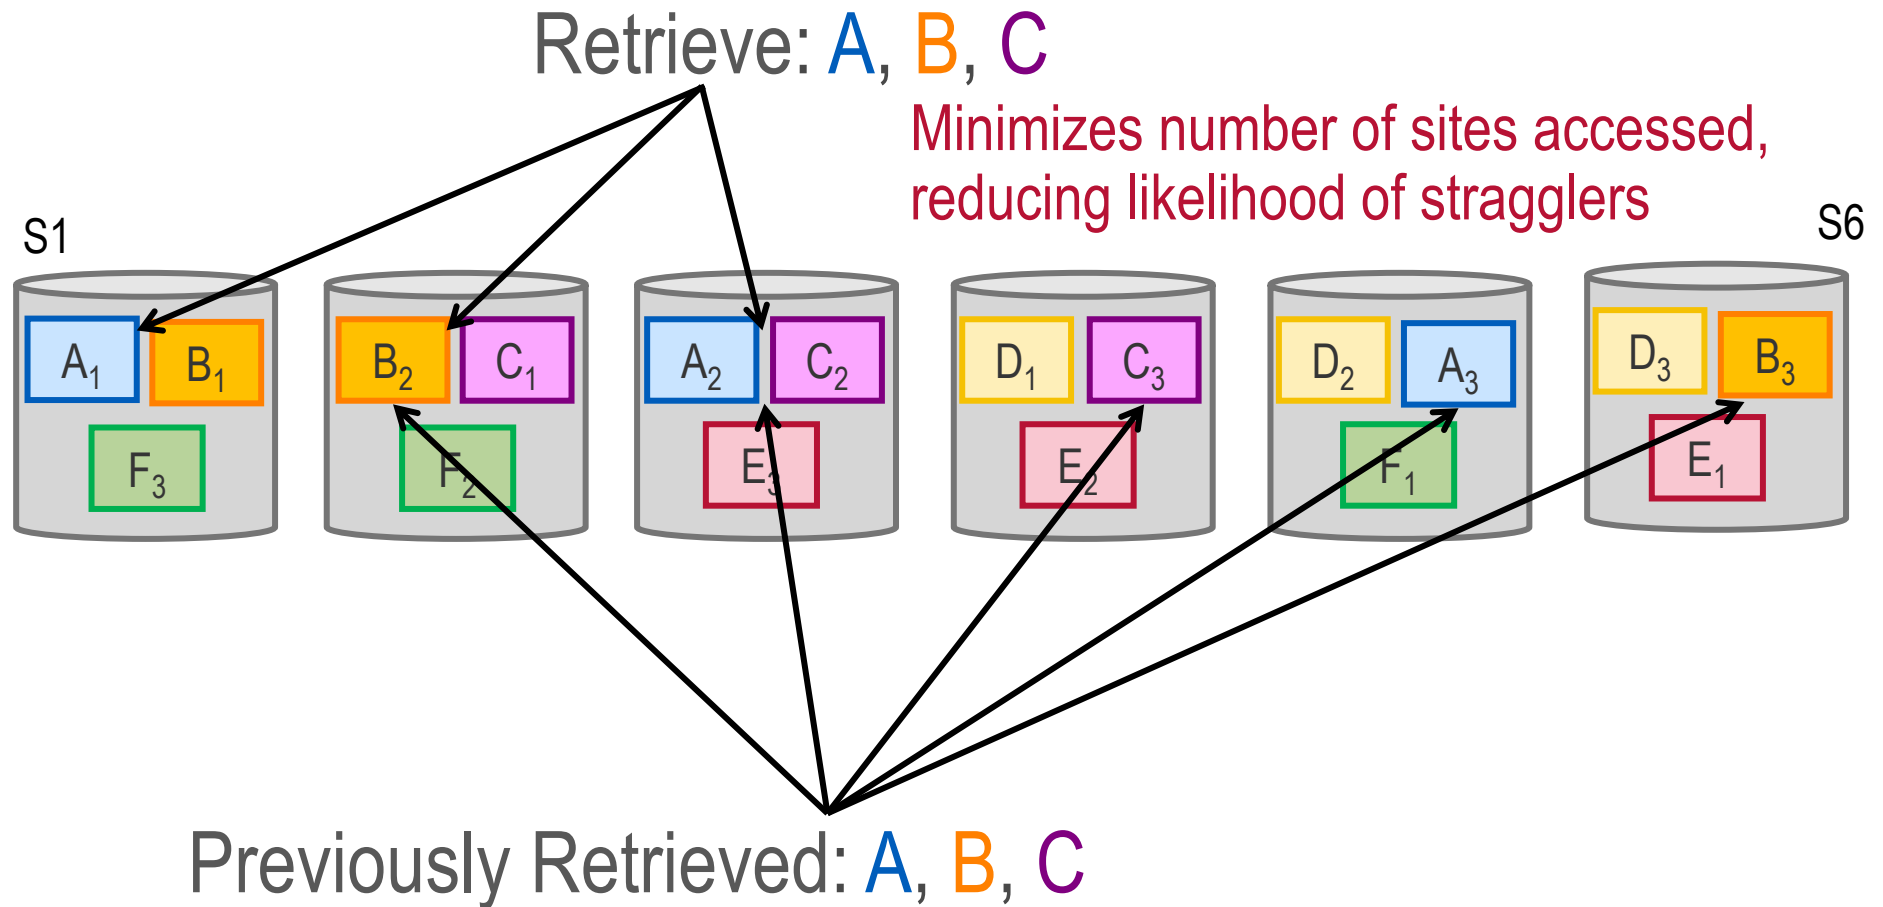 Retrieve: A, B, C
Minimizes number of sites accessed,
reducing likelihood of stragglers
S1
S6
A1 B1 B2 C1 A2 C2 D1 C3 D2 A3 D3 B3
F3 F2 E3 E2 F1 E1
Previously Retrieved: A, B, C